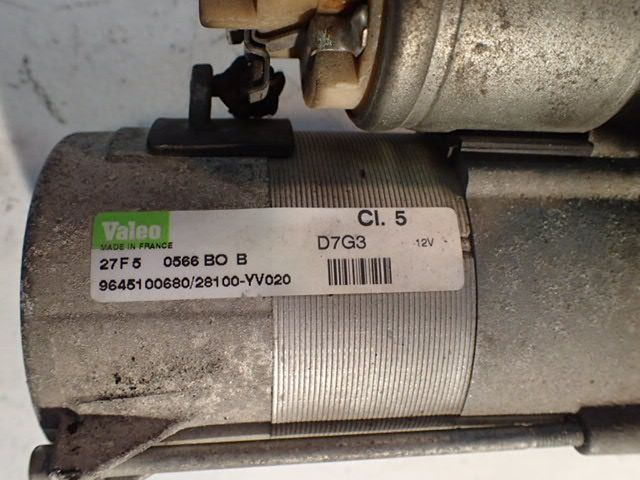 Valeo Cl. 5
MADE IN FRANCE D7G3 12V
27F5 0566 BO B
9645100680/28100-YV020